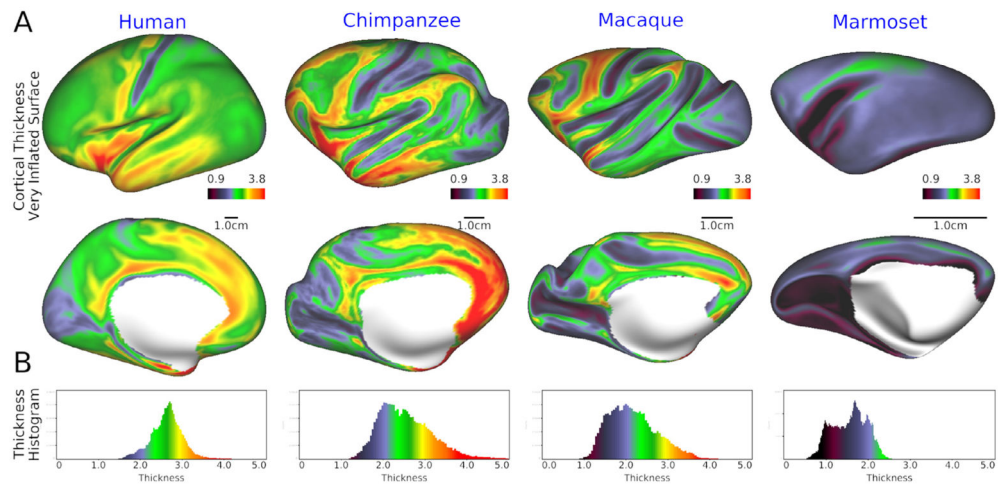 A
Human
Chimpanzee
Macaque
Marmoset
Cortical Thickness
Very Inflated Surface
0.9 3.8
0.9 3.8
0.9 3.8
0.9 3.8
1.0cm
1.0cm
1.0cm
1.0cm
B
Thickness
Histogram
0 1.0 2.0 3.0 4.0 5.0
0 1.0 2.0 3.0 4.0 5.0
0 1.0 2.0 3.0 4.0 5.0
0.0 1.0 2.0 3.0 4.0 5.0
Thickness
Thickness
Thickness
Thickness